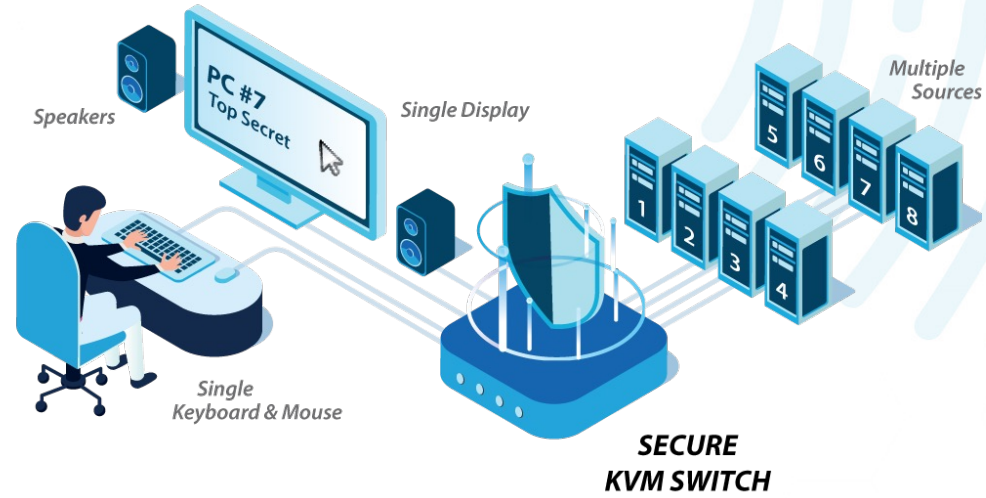 Speakers
PC #7
Top Secret
Single Display
Multiple
Sources
1
2
3
4
5
6
7
8
Single
Keyboard & Mouse
SECURE
KVM SWITCH